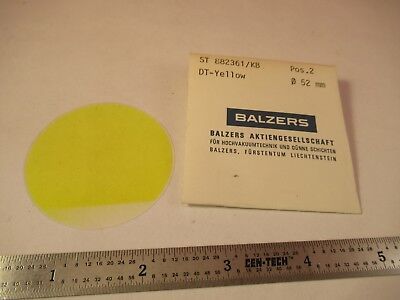 ST 882361/KB Pos.2
DT-Yellow Ø 52 mm
BALZERS
BALZERS AKTIENGESELLSCHAFT
FÜR HOCHVAKUUMTECHNIK UND DÜNNE SCHICHTEN
BALZERS, FÜRSTENTUM LIECHTENSTEIN
1 2 3 CEN-TECH 4 5